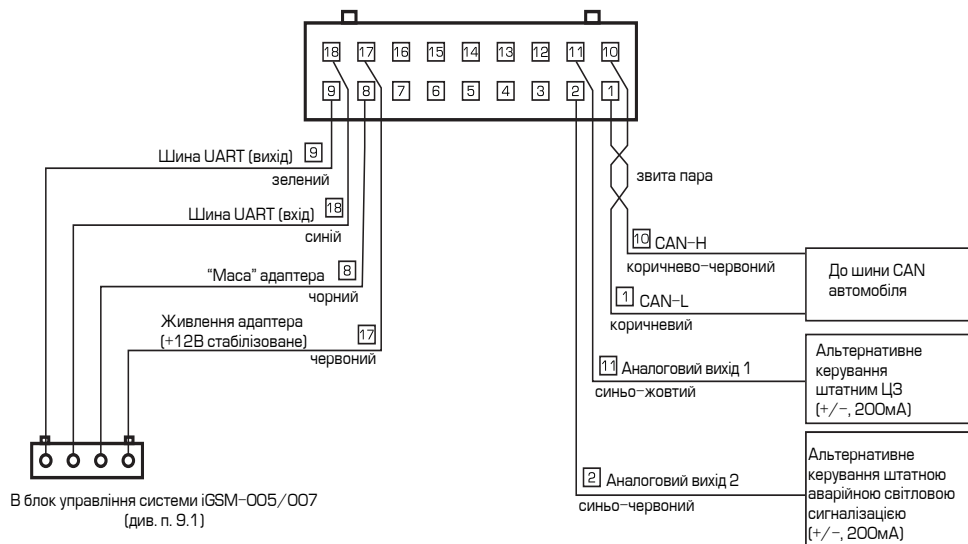 18 17 16 15 14 13 12 11 10
9 8 7 6 5 4 3 2 1
Шина UART (вихід) 9
зелений
Шина UART (вхід) 18
синій
"Маса" адаптера 8
чорний
Живлення адаптера
(+12В стабілізоване) 17
червоний
В блок управління системи iGSM-005/007
(див. п. 9.1)
звита пара
10 CAN-H
коричнево-червоний
1 CAN-L
коричневий
До шини CAN
автомобіля
11 Аналоговий вихід 1
синьо-жовтий
Альтернативне
керування
штатним ЦЗ
(+/-, 200мА)
2 Аналоговий вихід 2
синьо-червоний
Альтернативне
керування штатною
аварійною світловою
сигналізацією
(+/-, 200мА)